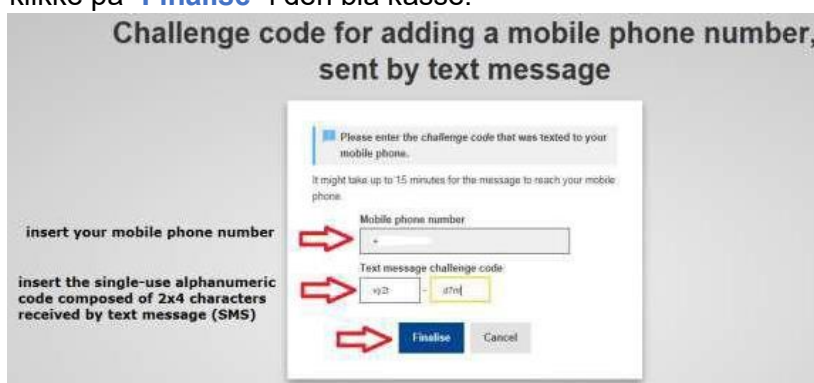 klikke på "Finalise" i den blå kasse.
Challenge code for adding a mobile phone number,
sent by text message
Please enter the challenge code that was texted to your
mobile phone.
It might take up to 15 minutes for the message to reach your mobile
phone.
insert your mobile phone number
Mobile phone number
+
insert the single-use alphanumeric
code composed of 2x4 characters
received by text message (SMS)
Text message challenge code
-
Finalise
Cancel